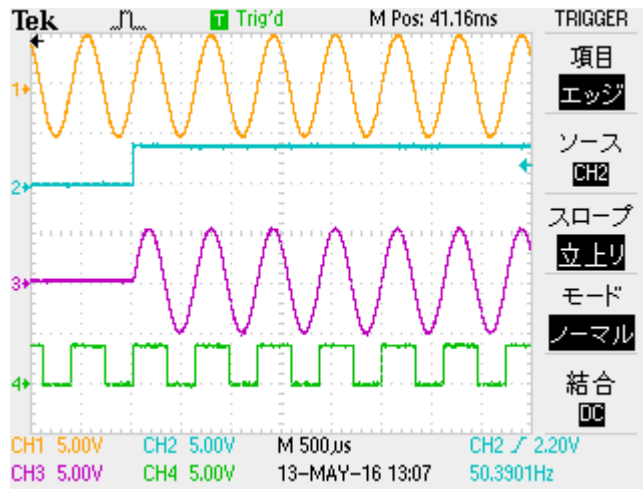 Tek T Trig'd M Pos: 41.16ms TRIGGER
項目
エッジ
1
ソース
CH2
2
スロープ
立上り
3
モード
ノーマル
4
結合
DC
CH1 5.00V CH2 5.00V M 500µs CH2 2.20V
CH3 5.00V CH4 5.00V 13-MAY-16 13:07 50.3901Hz